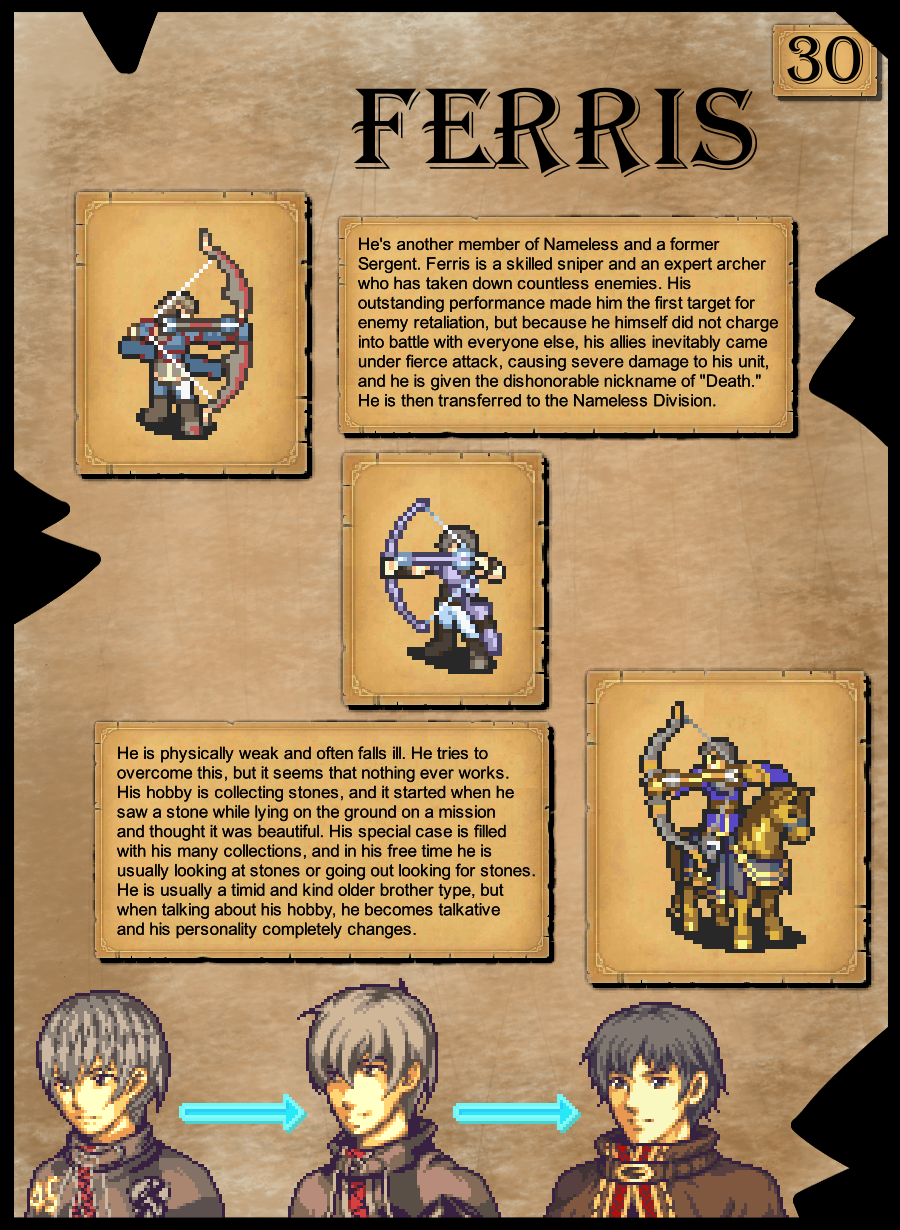 30
FERRIS
He's another member of Nameless and a former
Sergent. Ferris is a skilled sniper and an expert archer
who has taken down countless enemies. His
outstanding performance made him the first target for
enemy retaliation, but because he himself did not charge
into battle with everyone else, his allies inevitably came
under fierce attack, causing severe damage to his unit,
and he is given the dishonorable nickname of "Death."
He is then transferred to the Nameless Division.
He is physically weak and often falls ill. He tries to
overcome this, but it seems that nothing ever works.
His hobby is collecting stones, and it started when he
saw a stone while lying on the ground on a mission
and thought it was beautiful. His special case is filled
with his many collections, and in his free time he is
usually looking at stones or going out looking for stones.
He is usually a timid and kind older brother type, but
when talking about his hobby, he becomes talkative
and his personality completely changes.